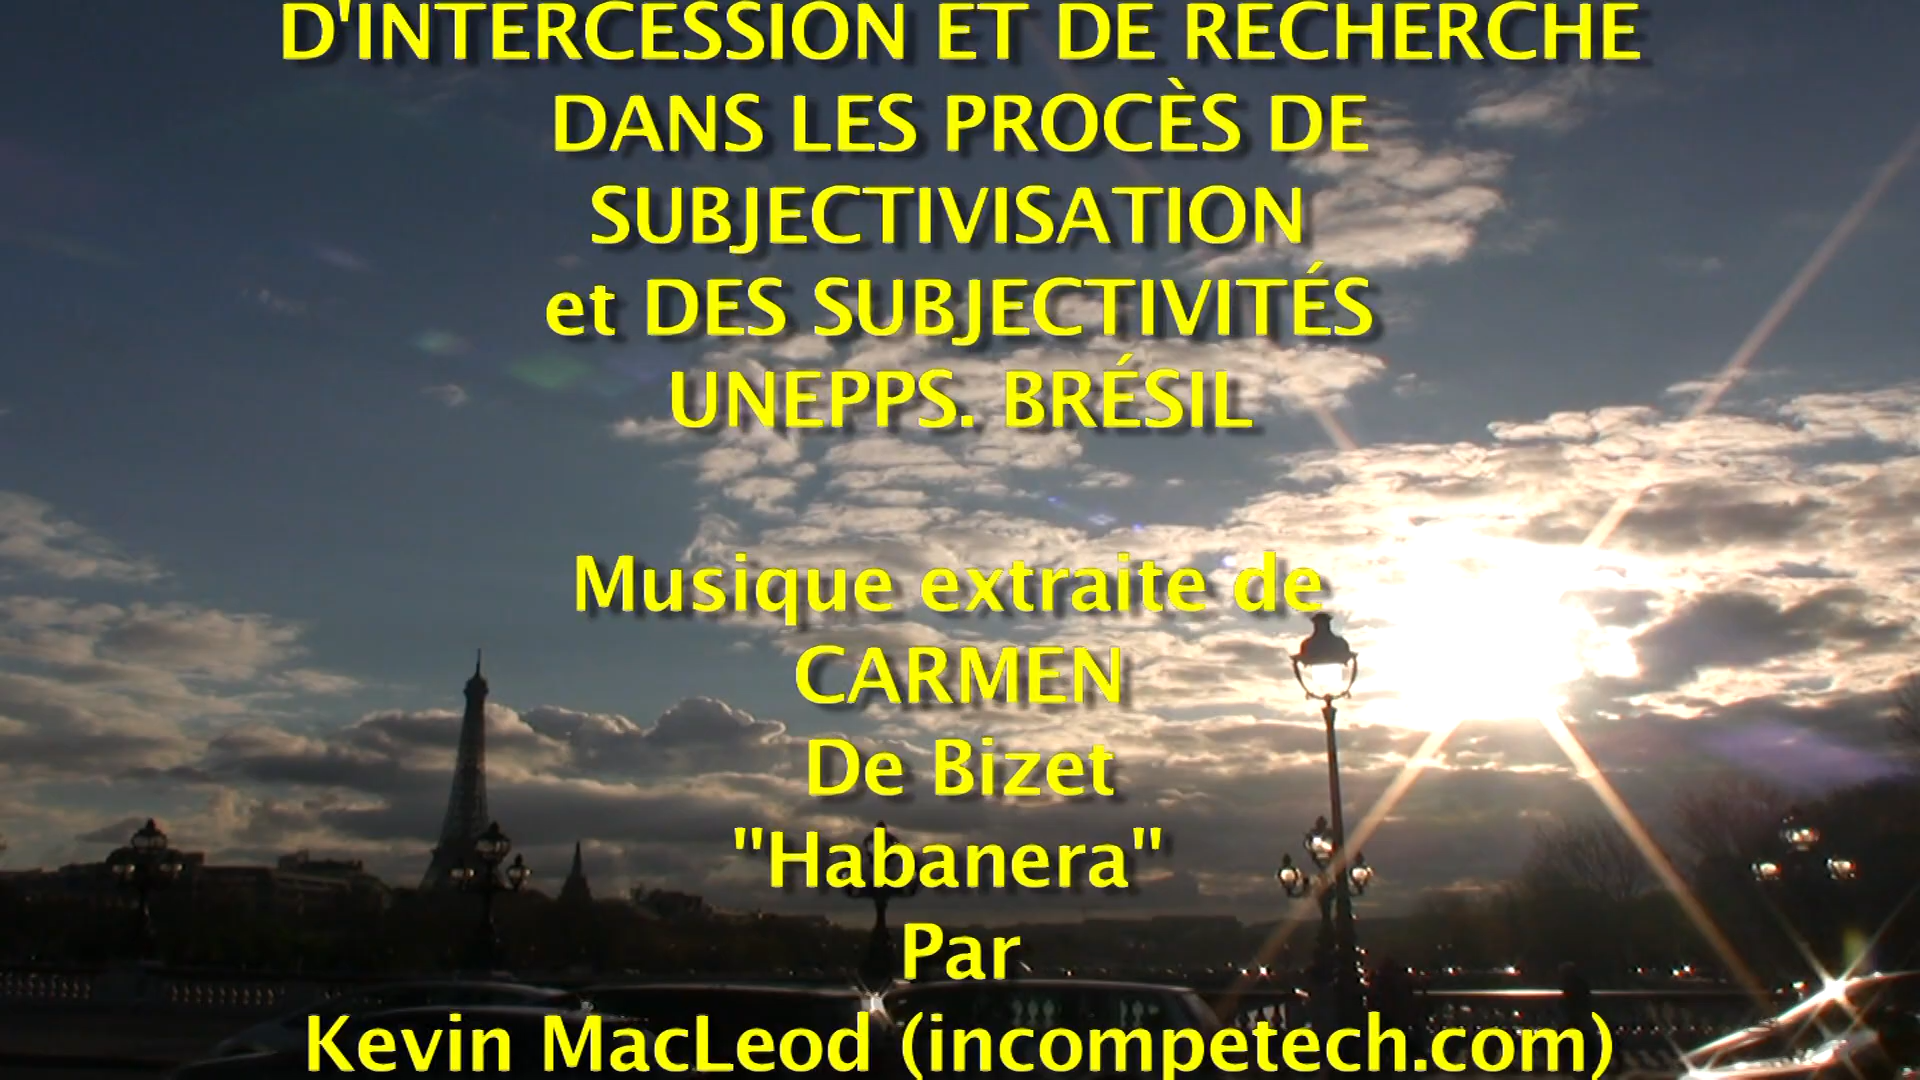 D'INTERCESSION ET DE RECHERCHE
DANS LES PROCÈS DE
SUBJECTIVISATION
et DES SUBJECTIVITÉS
UNEPPS. BRÉSIL
Musique extraite de
CARMEN
De Bizet
"Habanera"
Par
Kevin MacLeod (incompetech.com)